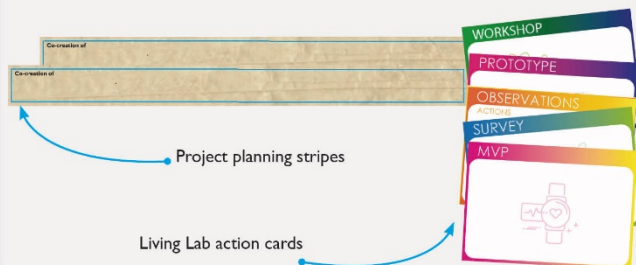 Co-creation of
Co-creation of
WORKSHOP
PROTOTYPE
OBSERVATIONS
ACTIONS
SURVEY
MVP
Project planning stripes
Living Lab action cards